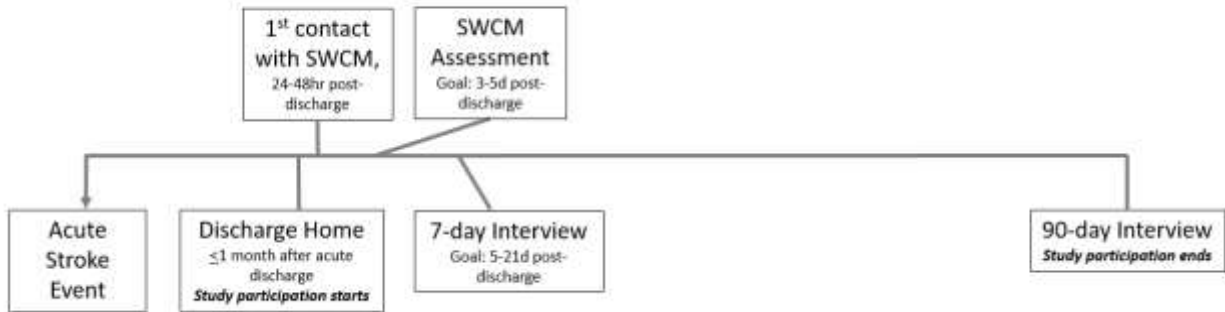 1st contact
with SWCM,
24-48hr post-
discharge
SWCM
Assessment
Goal: 3-5d post-
discharge
Acute
Stroke
Event
Discharge Home
≤1 month after acute
discharge
Study participation starts
7-day Interview
Goal: 5-21d post-
discharge
90-day Interview
Study participation ends